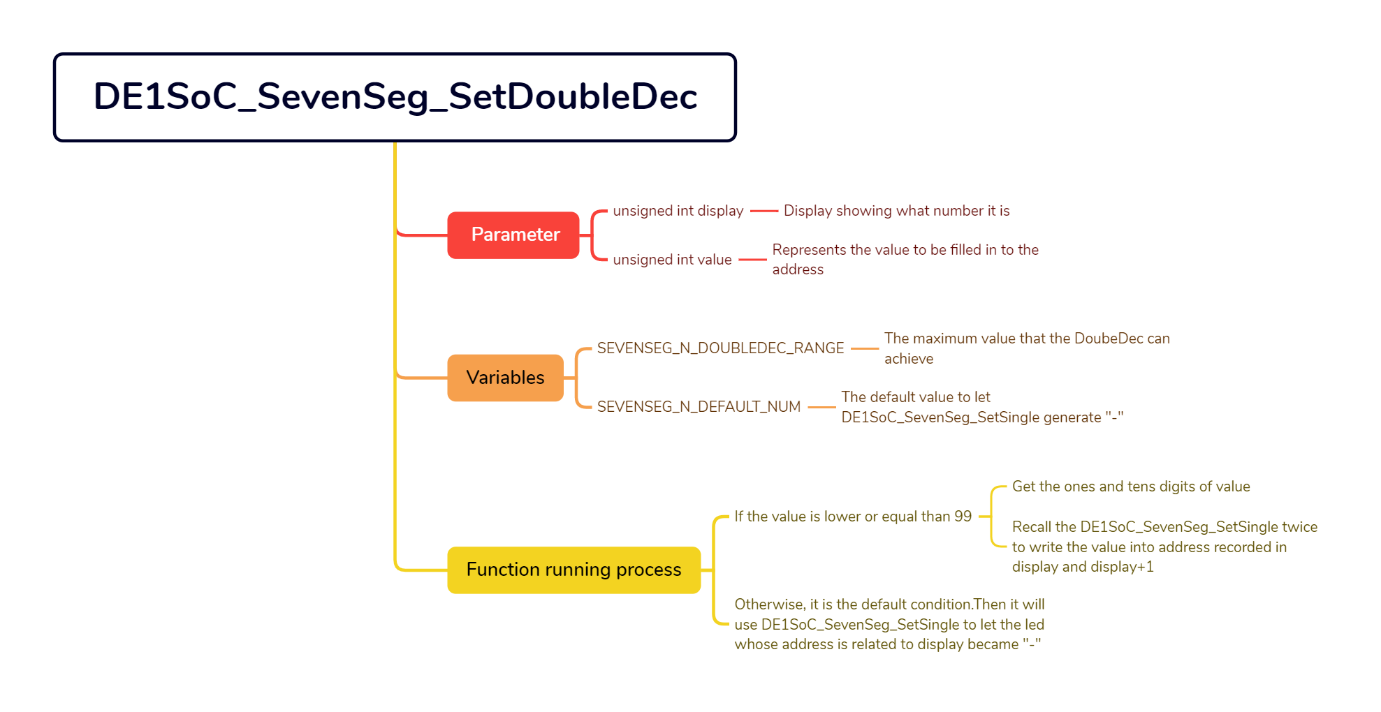 DE1SoC_SevenSeg_SetDoubleDec
Parameter
unsigned int display
Display showing what number it is
unsigned int value
Represents the value to be filled in to the
address
Variables
SEVENSEG_N_DOUBLEDEC_RANGE
The maximum value that the DoubeDec can
achieve
SEVENSEG_N_DEFAULT_NUM
The default value to let
DE1SoC_SevenSeg_SetSingle generate "-"
Function running process
If the value is lower or equal than 99
Get the ones and tens digits of value
Recall the DE1SoC_SevenSeg_SetSingle twice
to write the value into address recorded in
display and display+1
Otherwise, it is the default condition.Then it will
use DE1SoC_SevenSeg_SetSingle to let the led
whose address is related to display became "-"